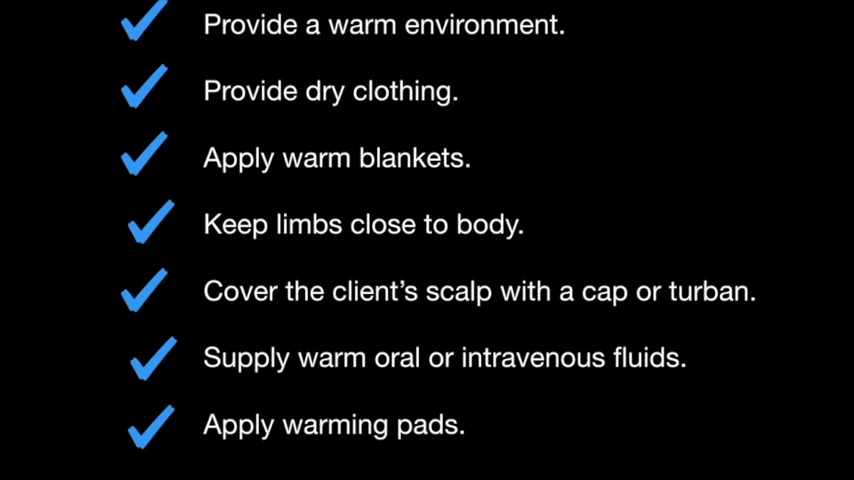 Provide a warm environment.
Provide dry clothing.
Apply warm blankets.
Keep limbs close to body.
Cover the client’s scalp with a cap or turban.
Supply warm oral or intravenous fluids.
Apply warming pads.